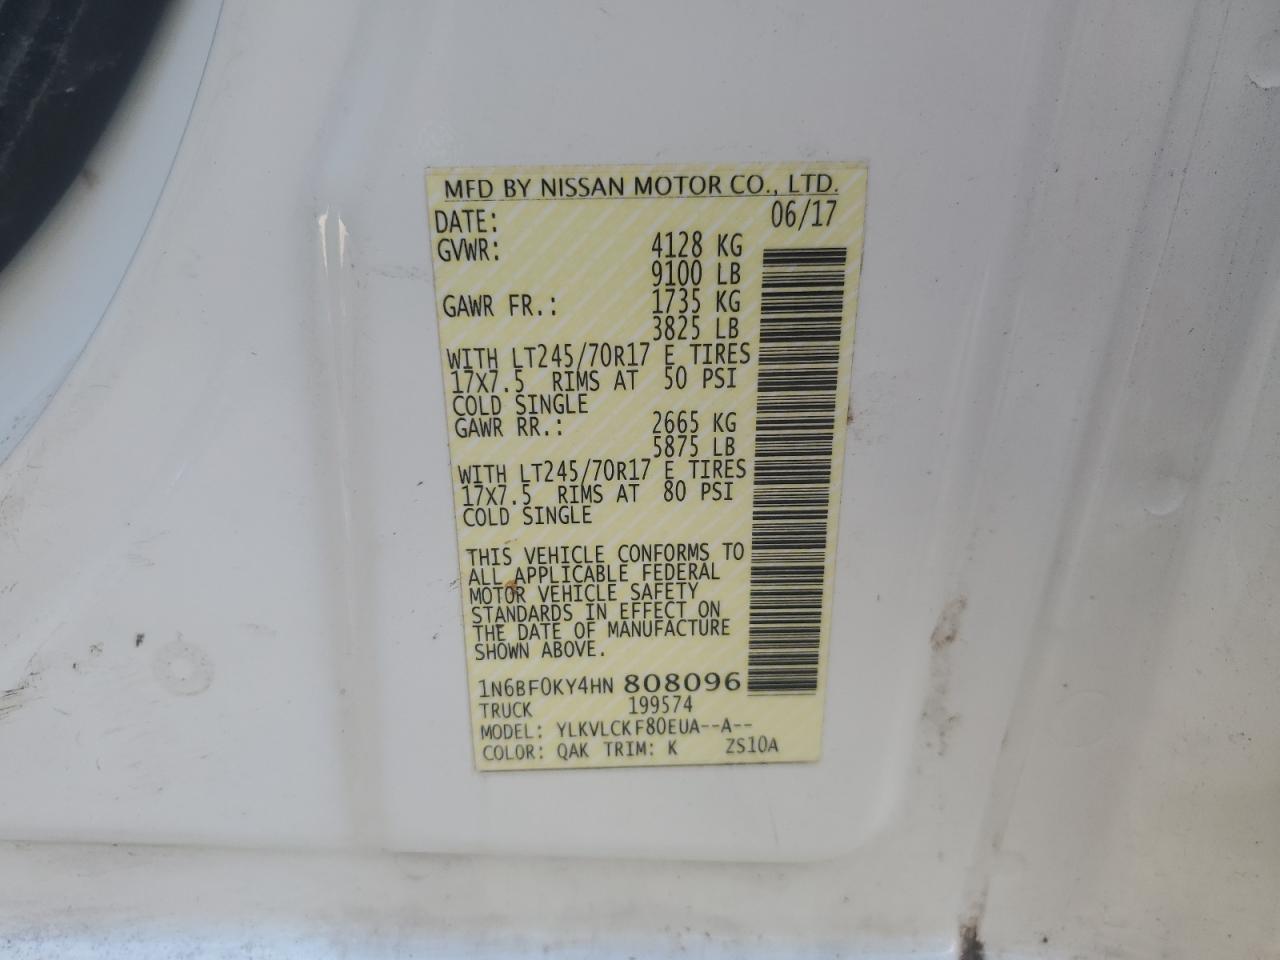 MFD BY NISSAN MOTOR CO., LTD.
DATE: 06/17
GVWR: 4128 KG
9100 LB
GAWR FR.: 1735 KG
3825 LB
WITH LT245/70R17 E TIRES
17X7.5 RIMS AT 50 PSI
COLD SINGLE
GAWR RR.: 2665 KG
5875 LB
WITH LT245/70R17 E TIRES
17X7.5 RIMS AT 80 PSI
COLD SINGLE
THIS VEHICLE CONFORMS TO
ALL APPLICABLE FEDERAL
MOTOR VEHICLE SAFETY
STANDARDS IN EFFECT ON
THE DATE OF MANUFACTURE
SHOWN ABOVE.
1N6BF0KY4HN 808096
TRUCK 199574
MODEL: YLKVLCKF80EUA--A--
COLOR: QAK TRIM: K ZS10A